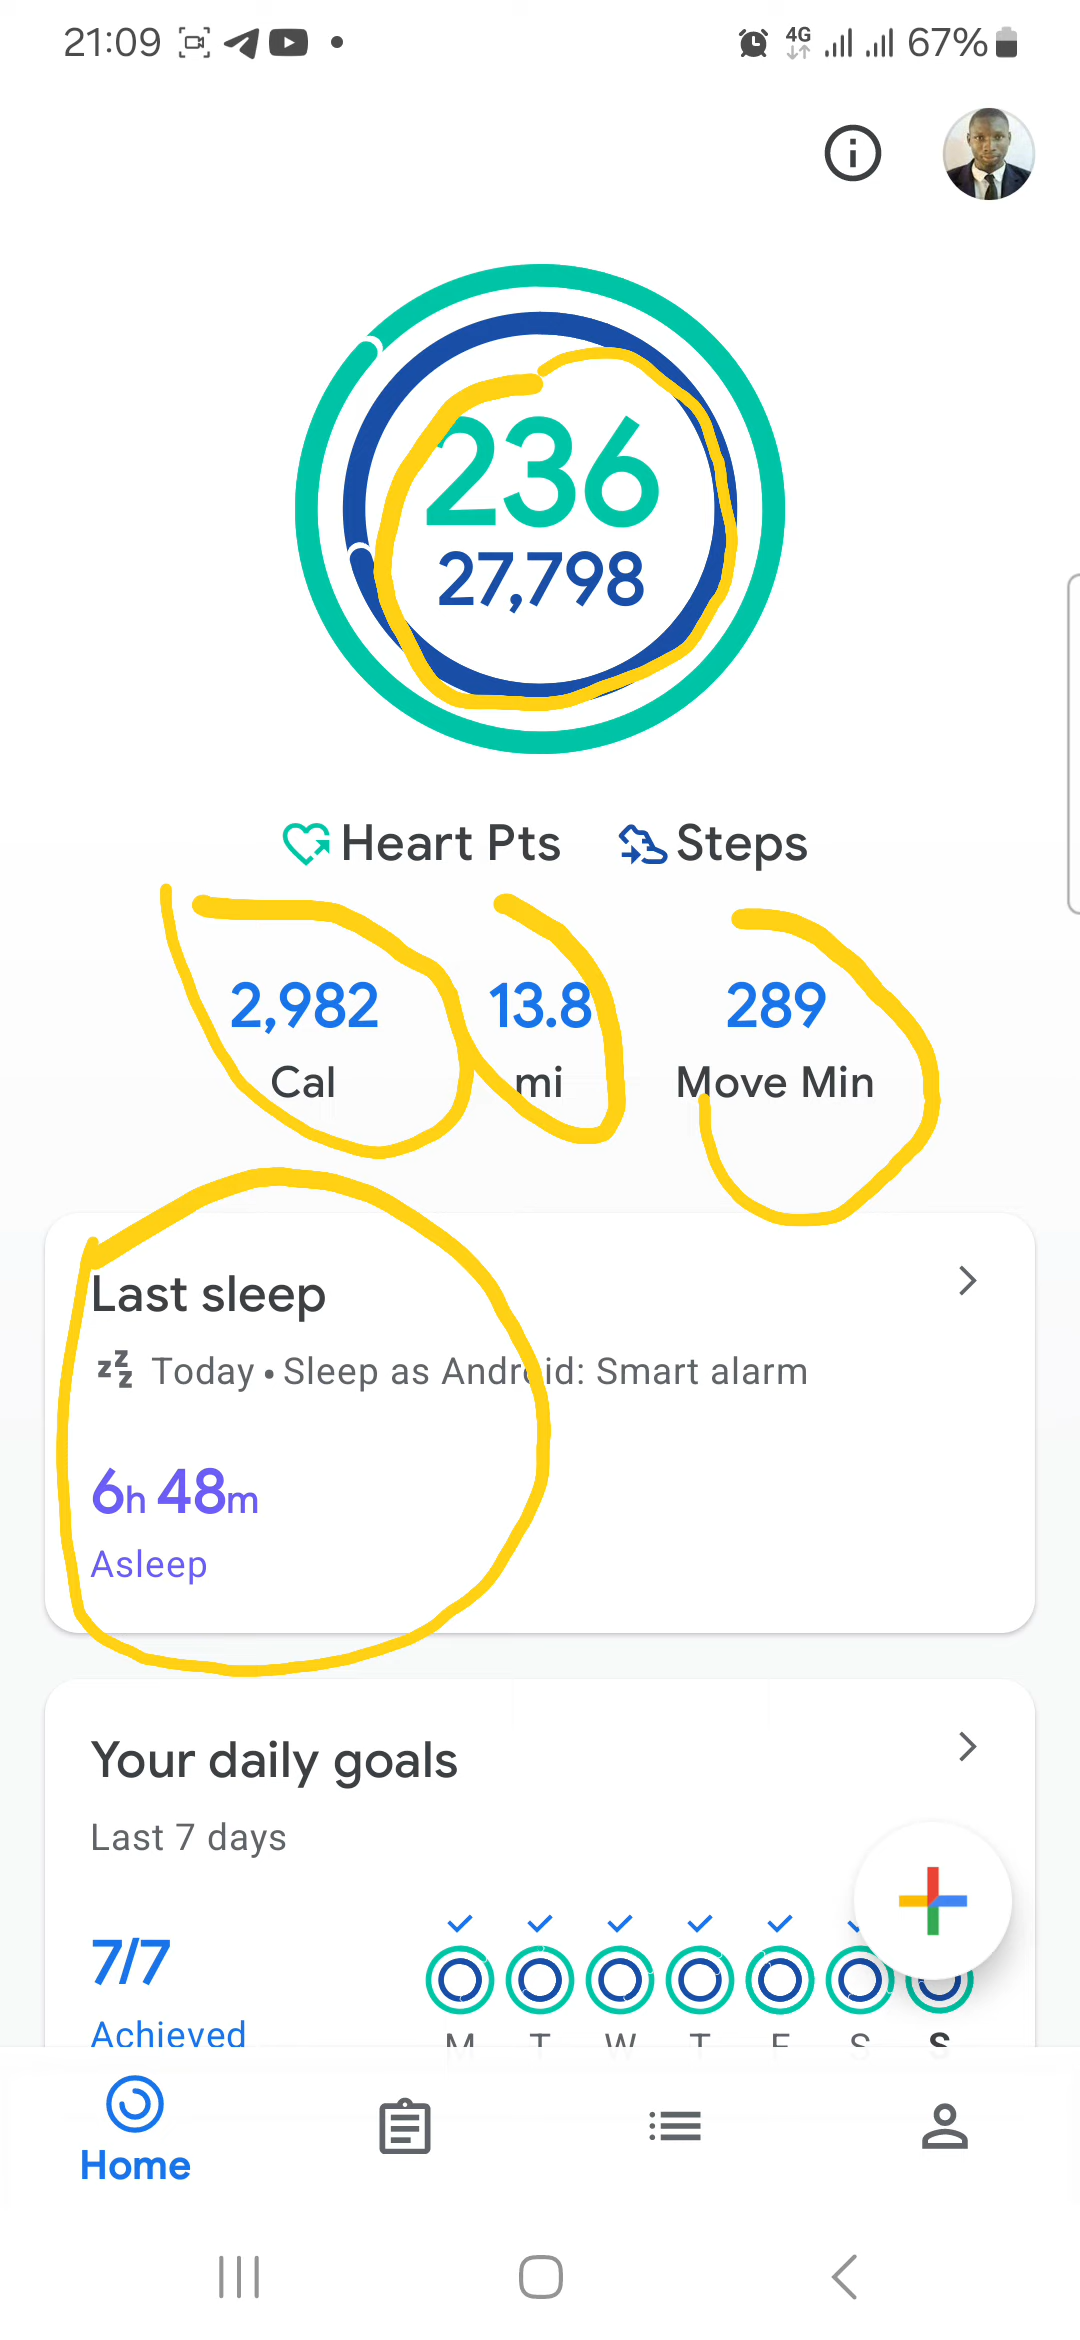 21:09 4G 67%
236
27,798
Heart Pts Steps
2,982 13.8 289
Cal mi Move Min
Last sleep
Today • Sleep as Android: Smart alarm
6h 48m
Asleep
Your daily goals
Last 7 days
7/7
Achieved
M T W T F S S
Home